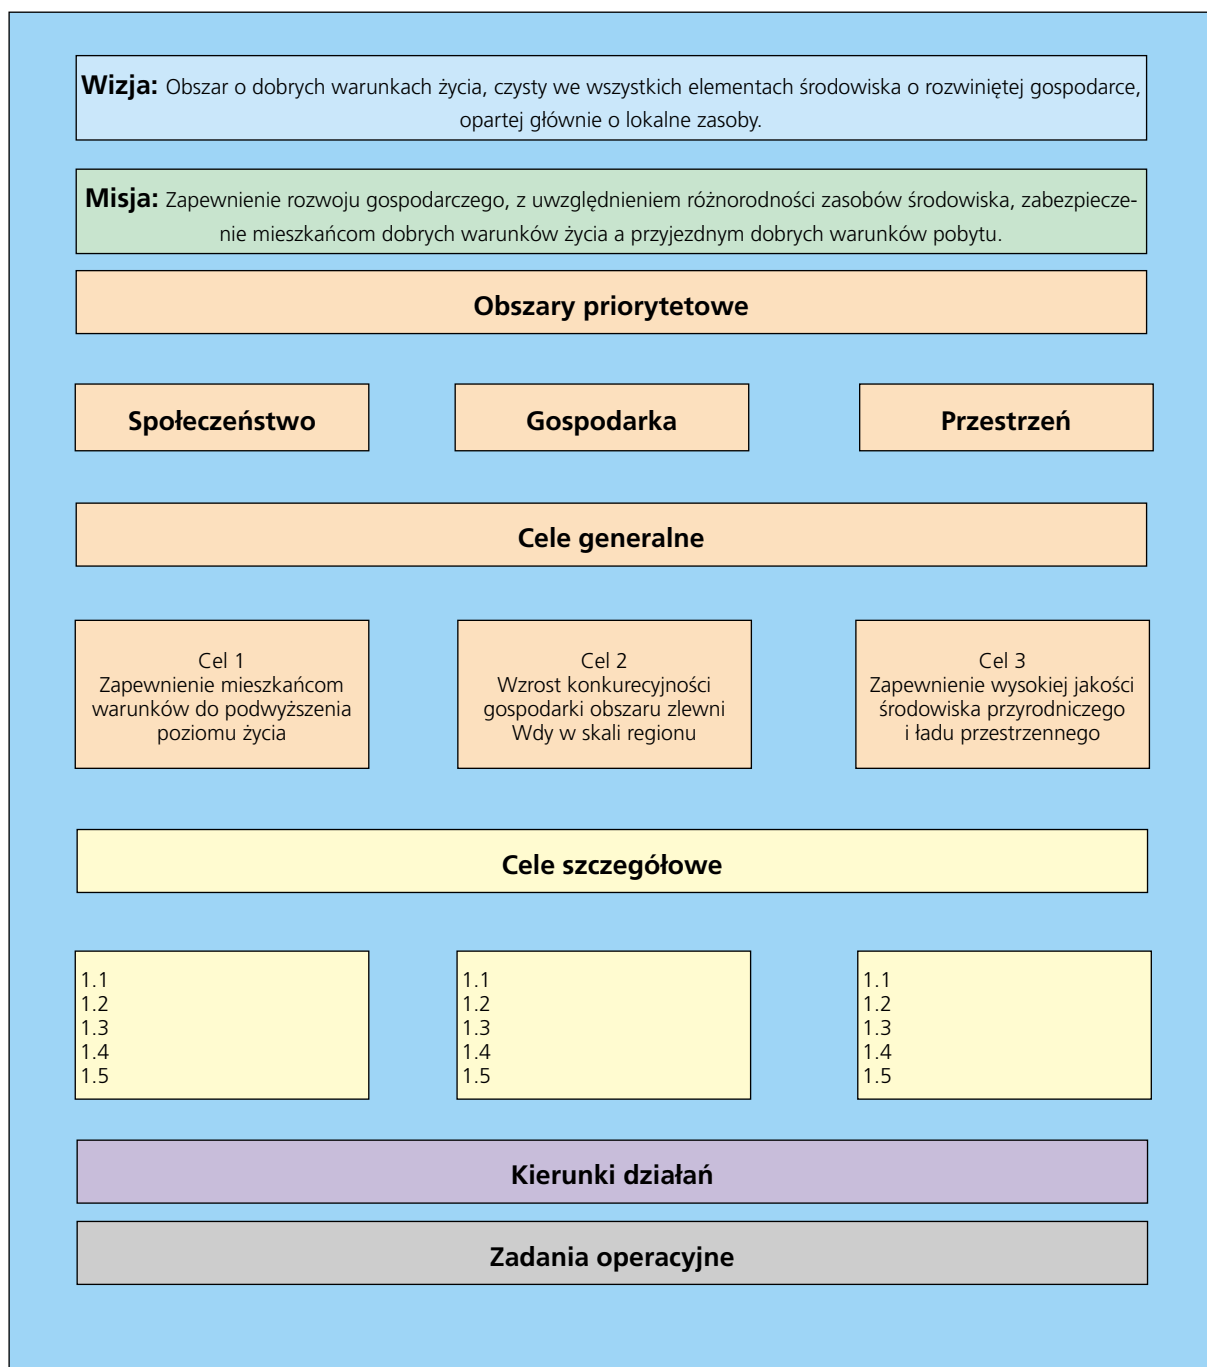 Wizja: Obszar o dobrych warunkach życia, czysty we wszystkich elementach środowiska o rozwiniętej gospodarce,
opartej głównie o lokalne zasoby.
Misja: Zapewnienie rozwoju gospodarczego, z uwzględnieniem różnorodności zasobów środowiska, zabezpiecze-
nie mieszkańcom dobrych warunków życia a przyjezdnym dobrych warunków pobytu.
Obszary priorytetowe
Społeczeństwo
Gospodarka
Przestrzeń
Cele generalne
Cel 1
Zapewnienie mieszkańcom
warunków do podwyższenia
poziomu życia
Cel 2
Wzrost konkurecyjności
gospodarki obszaru zlewni
Wdy w skali regionu
Cel 3
Zapewnienie wysokiej jakości
środowiska przyrodniczego
i ładu przestrzennego
Cele szczegółowe
1.1
1.2
1.3
1.4
1.5
1.1
1.2
1.3
1.4
1.5
1.1
1.2
1.3
1.4
1.5
Kierunki działań
Zadania operacyjne